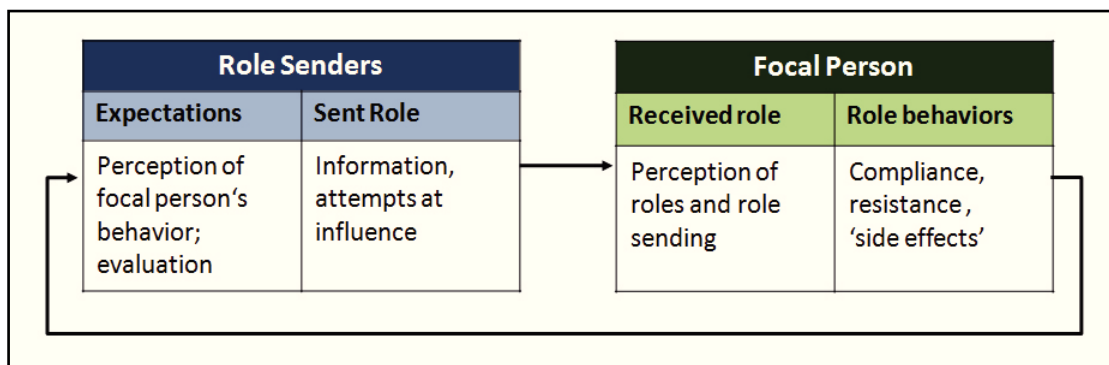 Role Senders
Expectations
Sent Role
Perception of
focal person‘s
behavior;
evaluation
Information,
attempts at
influence
Focal Person
Received role
Role behaviors
Perception of
roles and role
sending
Compliance,
resistance ,
‘side effects’